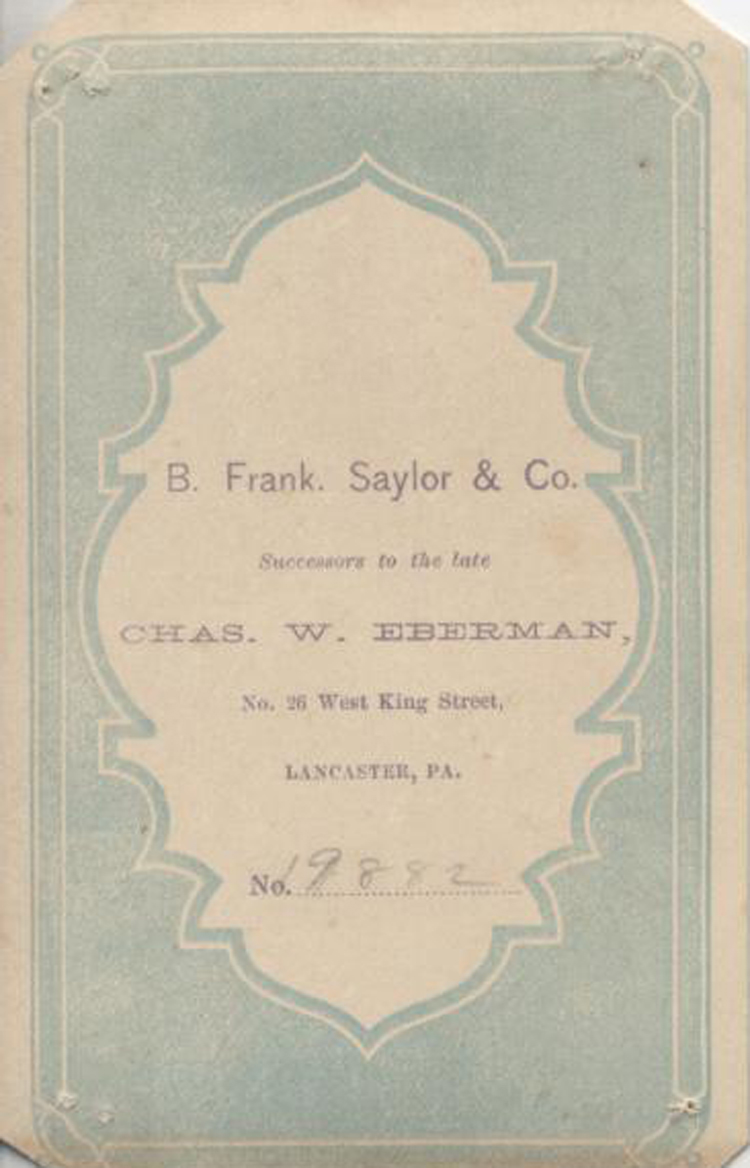 B. Frank. Saylor & Co.
Successors to the late
CHAS. W. EBERMAN,
No. 26 West King Street,
LANCASTER, PA.
No. 19882